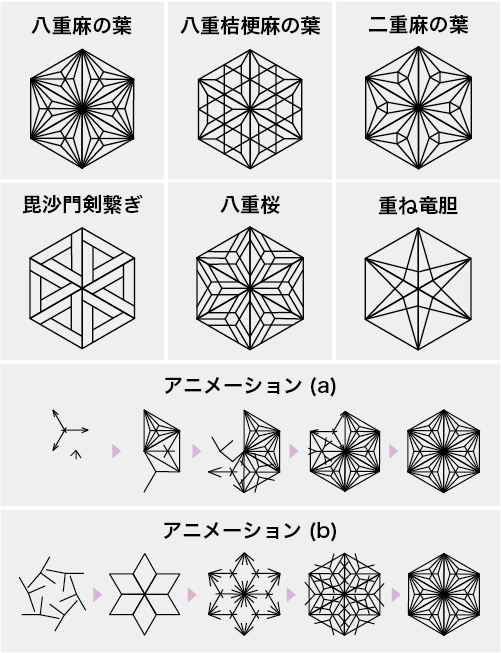 八重麻の葉
八重桔梗麻の葉
二重麻の葉
毘沙門剣繋ぎ
八重桜
重ね竜胆
アニメーション (a)
アニメーション (b)